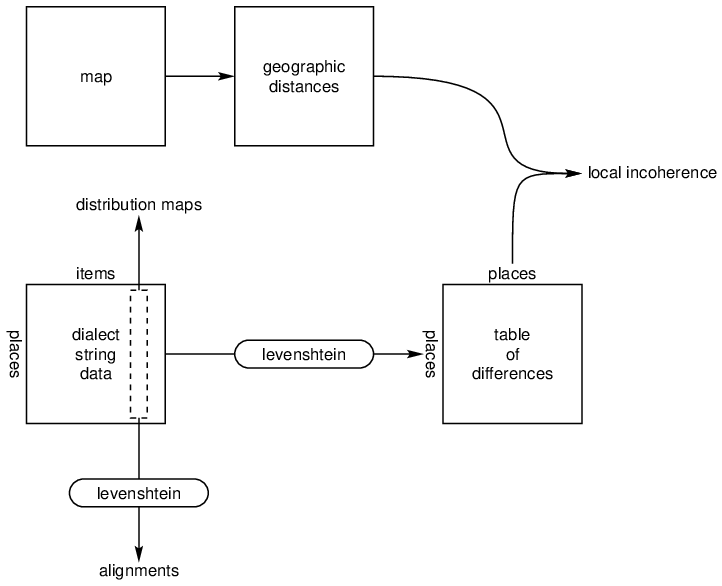 map
geographic
distances
local incoherence
distribution maps
items
places
dialect
string
data
levenshtein
places
places
table
of
differences
levenshtein
alignments